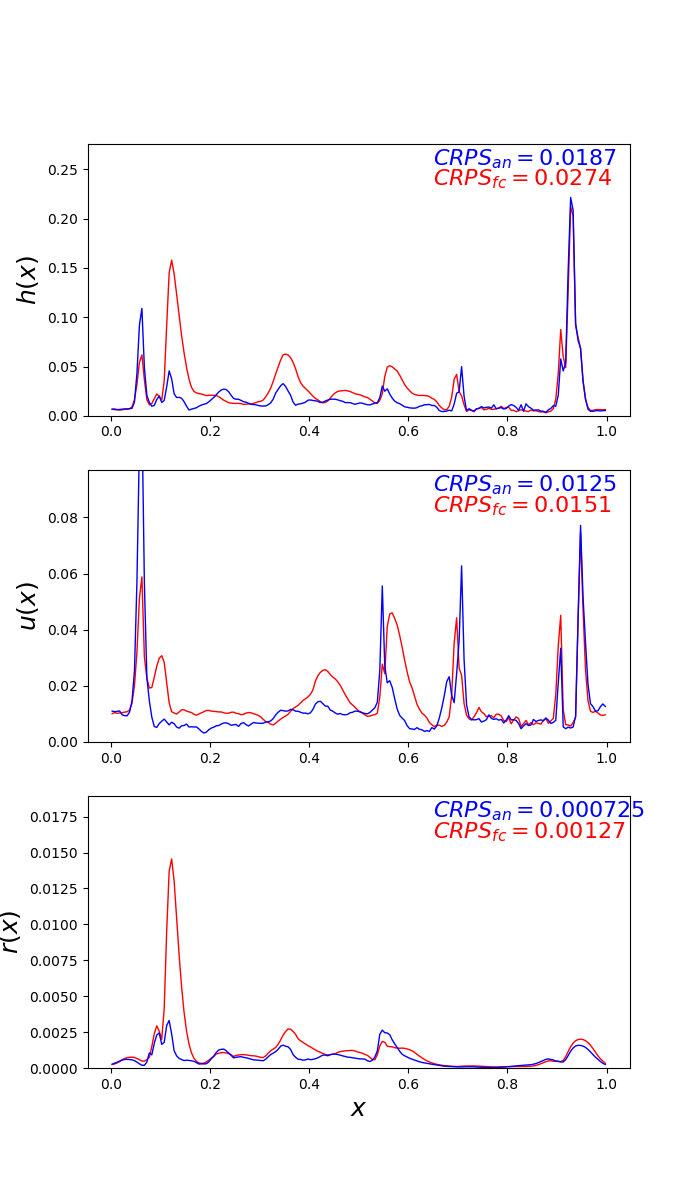 CRPS_an = 0.0187
CRPS_fc = 0.0274
h(x)
0.25
0.20
0.15
0.10
0.05
0.00
0.0 0.2 0.4 0.6 0.8 1.0
CRPS_an = 0.0125
CRPS_fc = 0.0151
u(x)
0.08
0.06
0.04
0.02
0.00
0.0 0.2 0.4 0.6 0.8 1.0
CRPS_an = 0.000725
CRPS_fc = 0.00127
r(x)
0.0175
0.0150
0.0125
0.0100
0.0075
0.0050
0.0025
0.0000
0.0 0.2 0.4 0.6 0.8 1.0
x